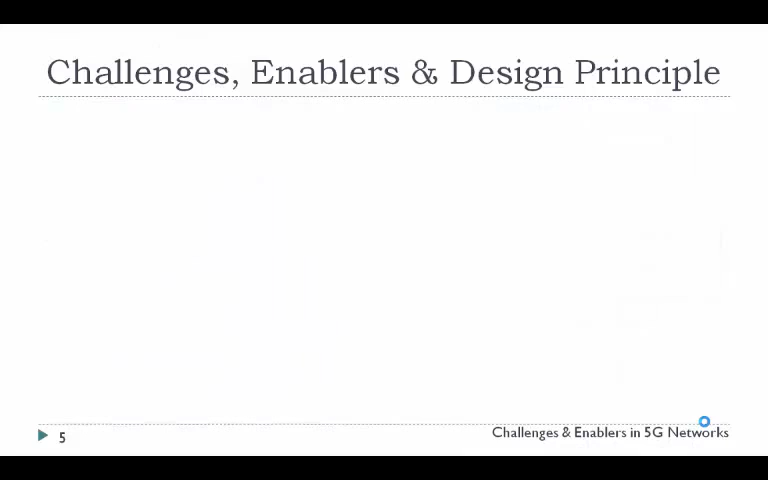 Challenges, Enablers & Design Principle
5
Challenges & Enablers in 5G Networks